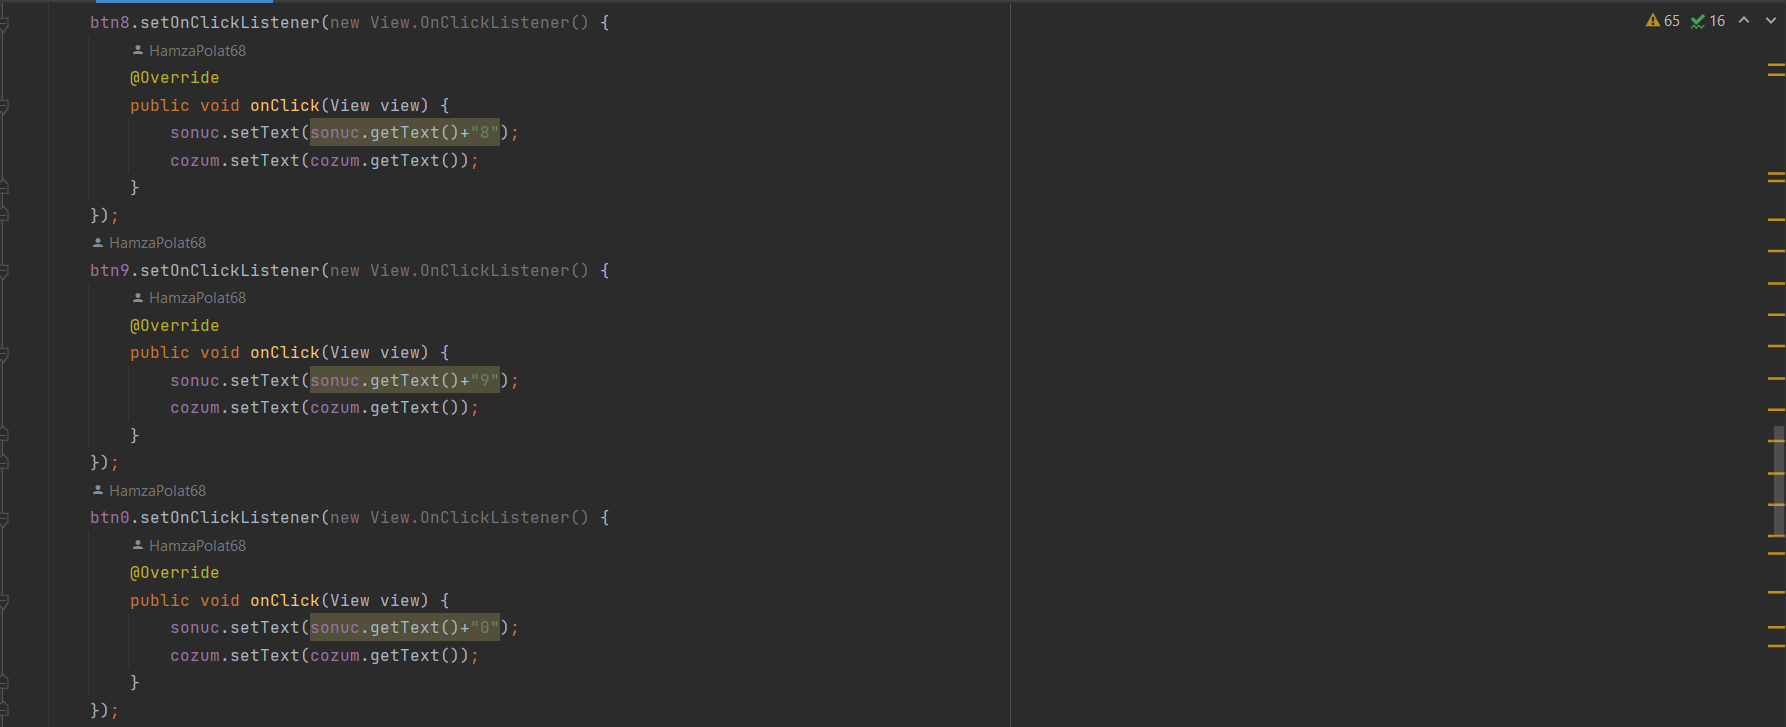 btn8.setOnClickListener(new View.OnClickListener() {
HamzaPolat68
@Override
public void onClick(View view) {
sonuc.setText(sonuc.getText()+"8");
cozum.setText(cozum.getText());
}
});
HamzaPolat68
btn9.setOnClickListener(new View.OnClickListener() {
HamzaPolat68
@Override
public void onClick(View view) {
sonuc.setText(sonuc.getText()+"9");
cozum.setText(cozum.getText());
}
});
HamzaPolat68
btn0.setOnClickListener(new View.OnClickListener() {
HamzaPolat68
@Override
public void onClick(View view) {
sonuc.setText(sonuc.getText()+"0");
cozum.setText(cozum.getText());
}
});
65 16